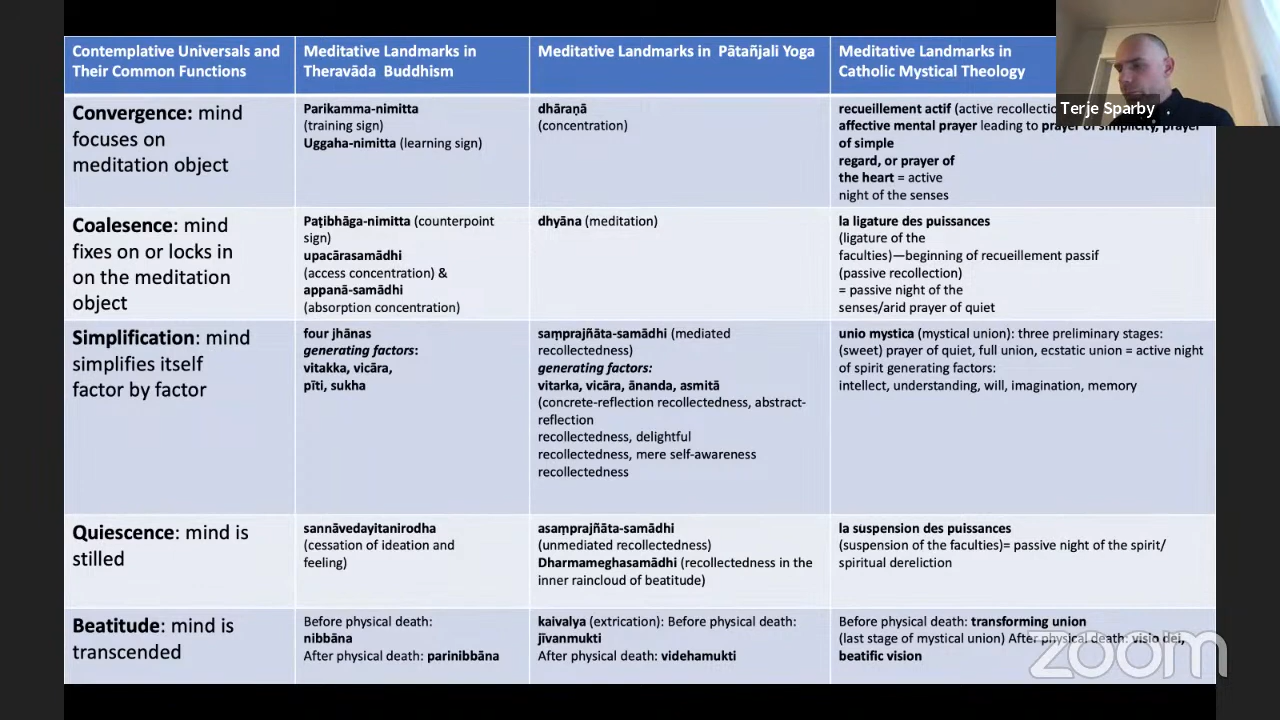 Contemplative Universals and
Their Common Functions
Meditative Landmarks in
Theravāda Buddhism
Meditative Landmarks in Pātañjali Yoga
Meditative Landmarks in
Catholic Mystical Theology
Terje Sparby
Convergence: mind
focuses on
meditation object
Parikamma-nimitta
(training sign)
Uggaha-nimitta (learning sign)
dhāraṇā
(concentration)
recueillement actif (active recollectio
affective mental prayer leading to prayer of simplicity, prayer
of simple
regard, or prayer of
the heart = active
night of the senses
Coalesence: mind
fixes on or locks in
on the meditation
object
Paṭibhāga-nimitta (counterpoint
sign)
upacārasamādhi
(access concentration) &
appanā-samādhi
(absorption concentration)
dhyāna (meditation)
la ligature des puissances
(ligature of the
faculties)—beginning of recueillement passif
(passive recollection)
= passive night of the
senses/arid prayer of quiet
Simplification: mind
simplifies itself
factor by factor
four jhānas
generating factors:
vitakka, vicāra,
pīti, sukha
saṃprajñāta-samādhi (mediated
recollectedness)
generating factors:
vitarka, vicāra, ānanda, asmitā
(concrete-reflection recollectedness, abstract-
reflection
recollectedness, delightful
recollectedness, mere self-awareness
recollectedness
unio mystica (mystical union): three preliminary stages:
(sweet) prayer of quiet, full union, ecstatic union = active night
of spirit generating factors:
intellect, understanding, will, imagination, memory
Quiescence: mind is
stilled
sannāvedayitanirodha
(cessation of ideation and
feeling)
asaṃprajñāta-samādhi
(unmediated recollectedness)
Dharmameghasamādhi (recollectedness in the
inner raincloud of beatitude)
la suspension des puissances
(suspension of the faculties)= passive night of the spirit/
spiritual dereliction
Beatitude: mind is
transcended
Before physical death:
nibbāna
After physical death: parinibbāna
kaivalya (extrication): Before physical death:
jīvanmukti
After physical death: videhamukti
Before physical death: transforming union
(last stage of mystical union) After physical death: visio dei,
beatific vision
zoom